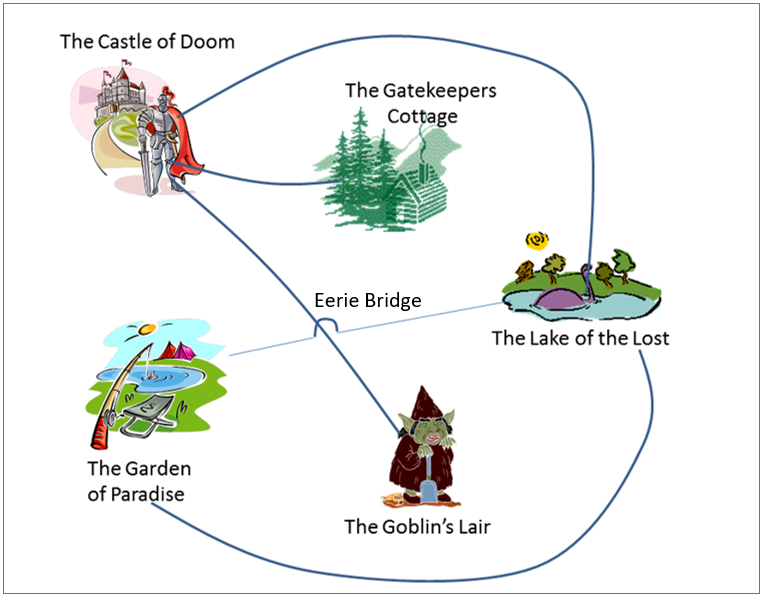 The Castle of Doom
The Gatekeepers
Cottage
Eerie Bridge
The Lake of the Lost
The Garden
of Paradise
The Goblin's Lair